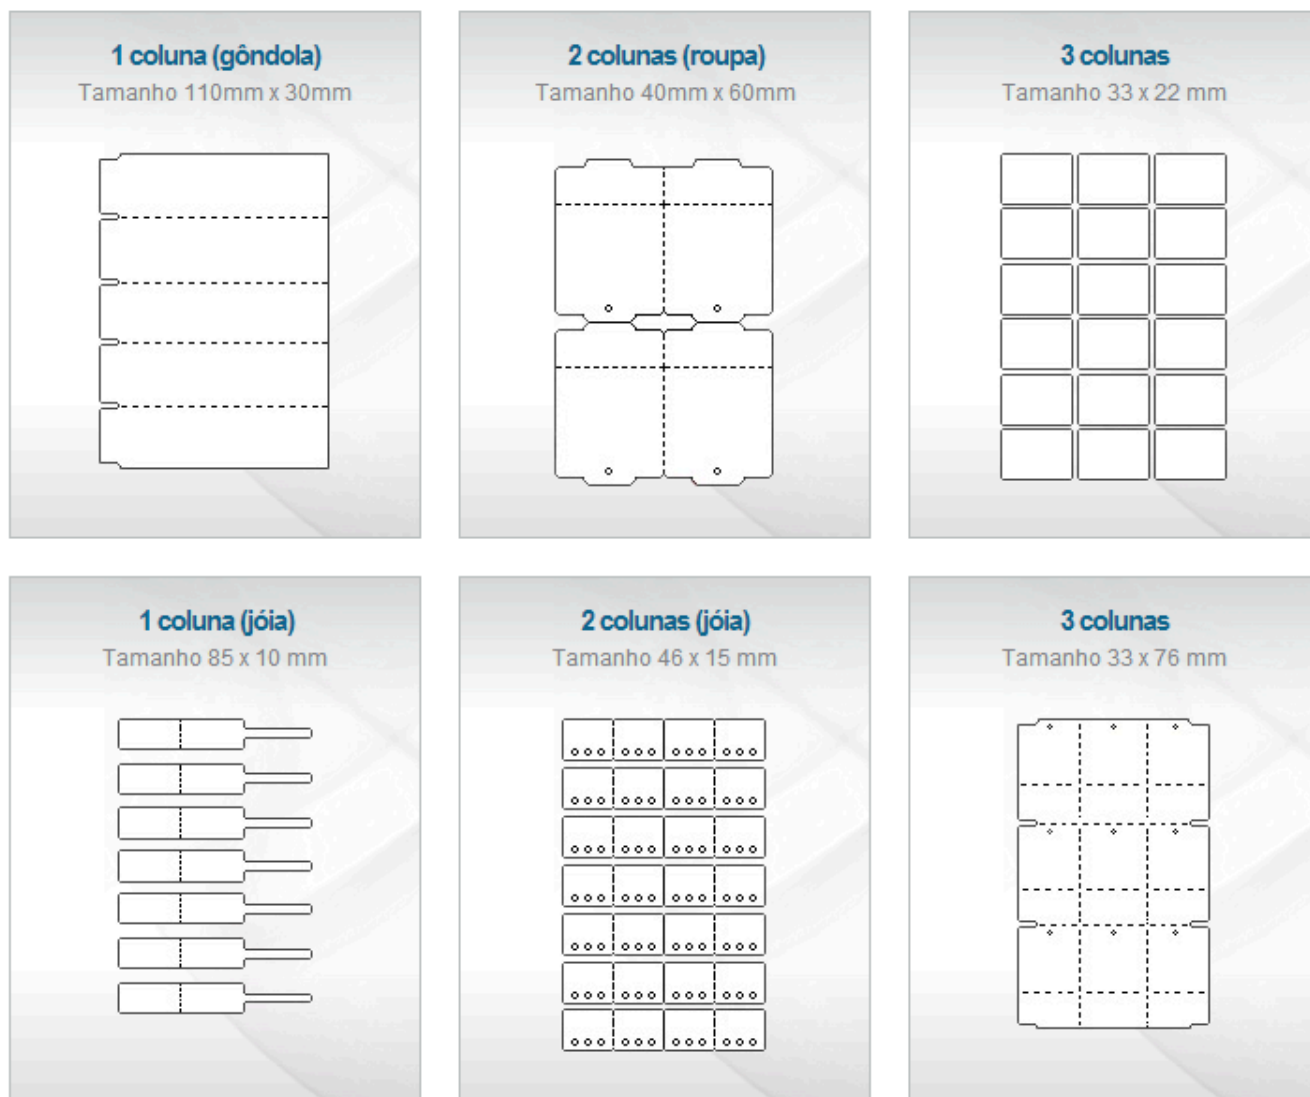 1 coluna (gôndola)
Tamanho 110mm x 30mm
2 colunas (roupa)
Tamanho 40mm x 60mm
3 colunas
Tamanho 33 x 22 mm
1 coluna (jóia)
Tamanho 85 x 10 mm
2 colunas (jóia)
Tamanho 46 x 15 mm
3 colunas
Tamanho 33 x 76 mm